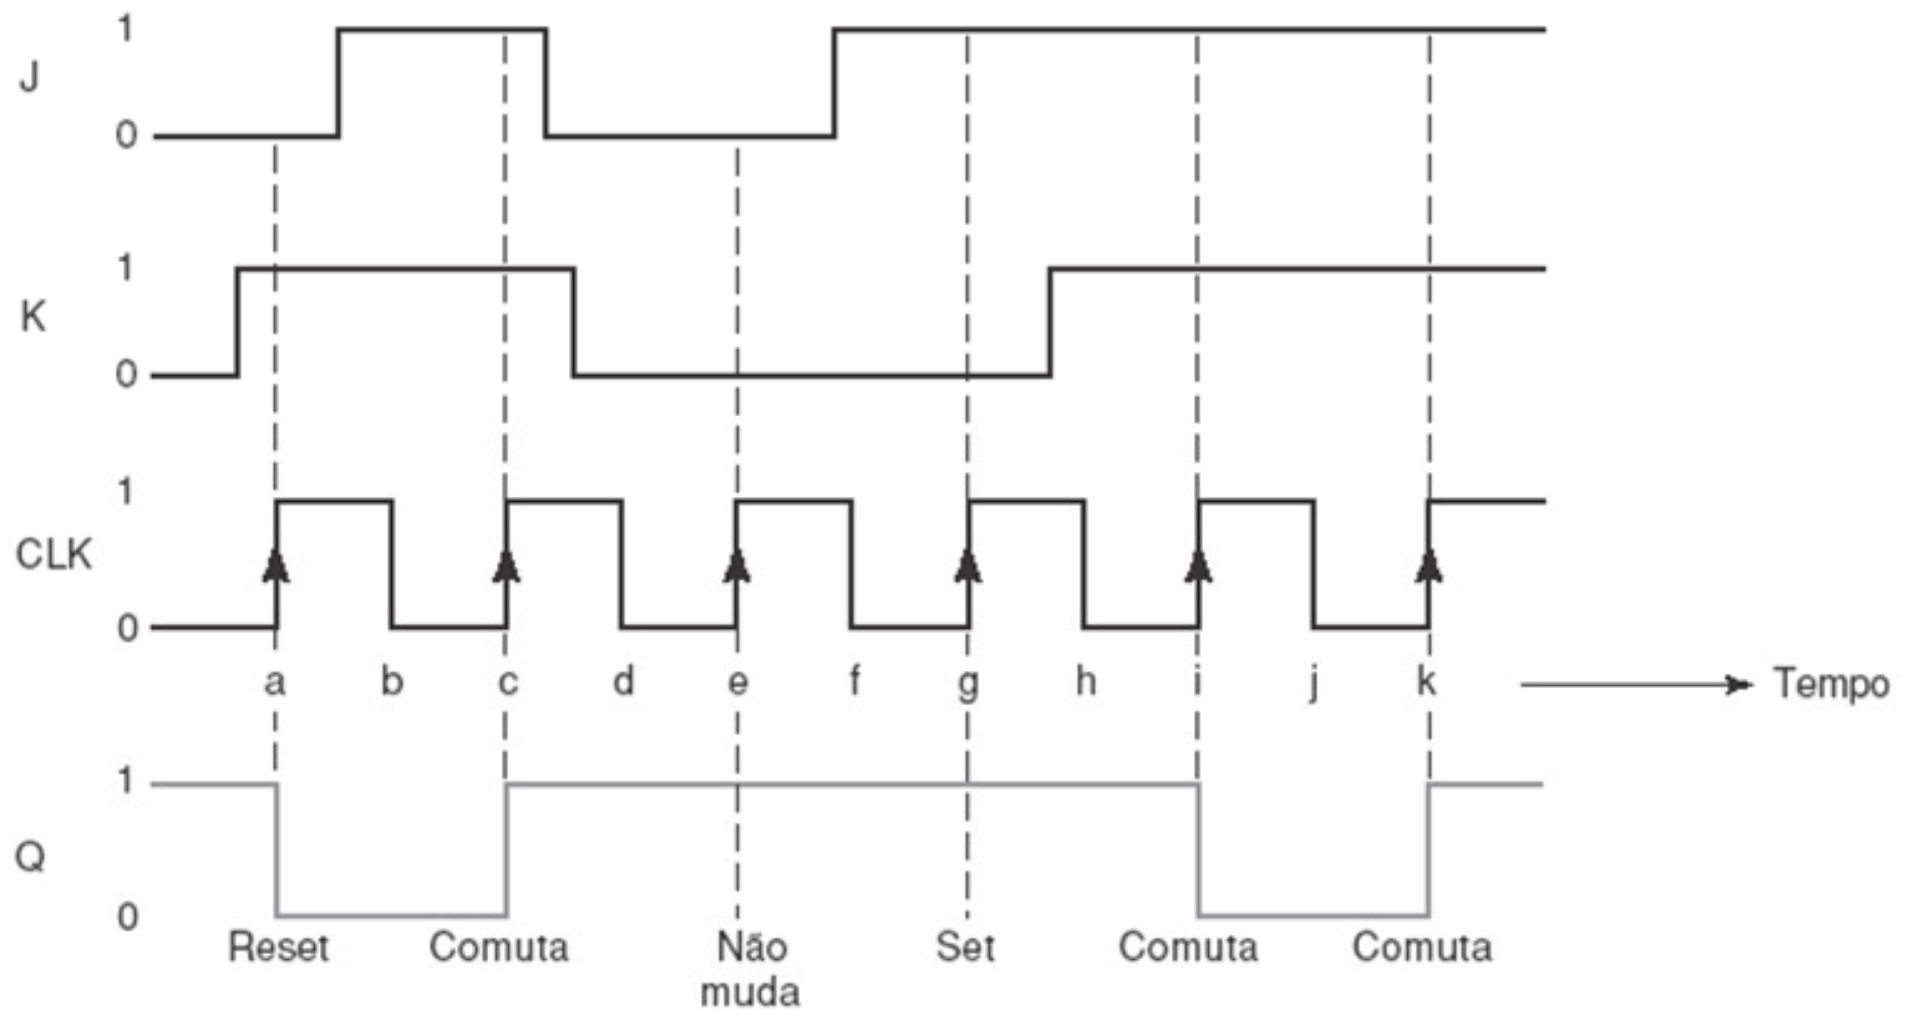 1
J
0
1
K
0
1
CLK
0
a b c d e f g h i j k Tempo
1
Q
0
Reset Comuta Não muda Set Comuta Comuta